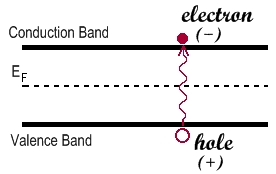 electron
Conduction Band
(−)
E_F
Valence Band
hole
(+)